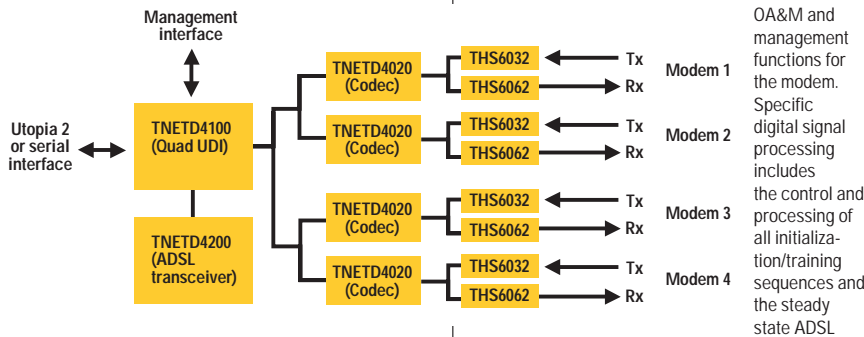 Management
interface
Utopia 2
or serial
interface
TNETD4100
(Quad UDI)
TNETD4200
(ADSL
transceiver)
TNETD4020
(Codec)
THS6032
THS6062
Tx
Rx
Modem 1
TNETD4020
(Codec)
THS6032
THS6062
Tx
Rx
Modem 2
TNETD4020
(Codec)
THS6032
THS6062
Tx
Rx
Modem 3
TNETD4020
(Codec)
THS6032
THS6062
Tx
Rx
Modem 4
OA&M and
management
functions for
the modem.
Specific
digital signal
processing
includes
the control and
processing of
all initializa-
tion/training
sequences and
the steady
state ADSL